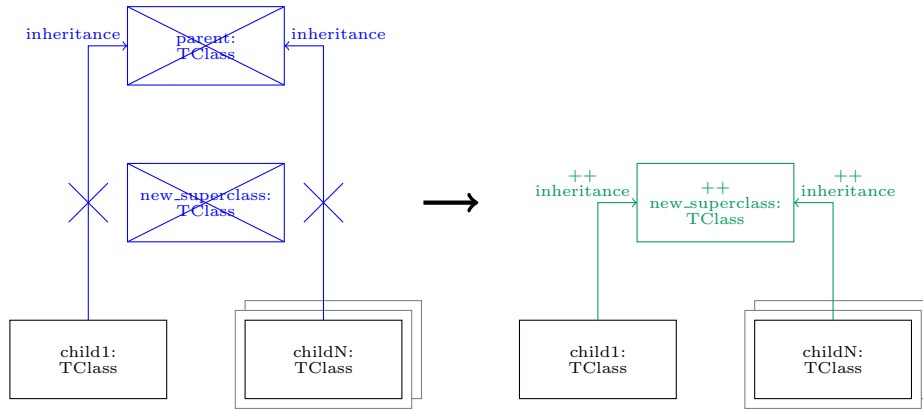 inheritance
parent:
TClass
inheritance
new_superclass:
TClass
child1:
TClass
childN:
TClass
++
inheritance
++
new_superclass:
TClass
++
inheritance
child1:
TClass
childN:
TClass